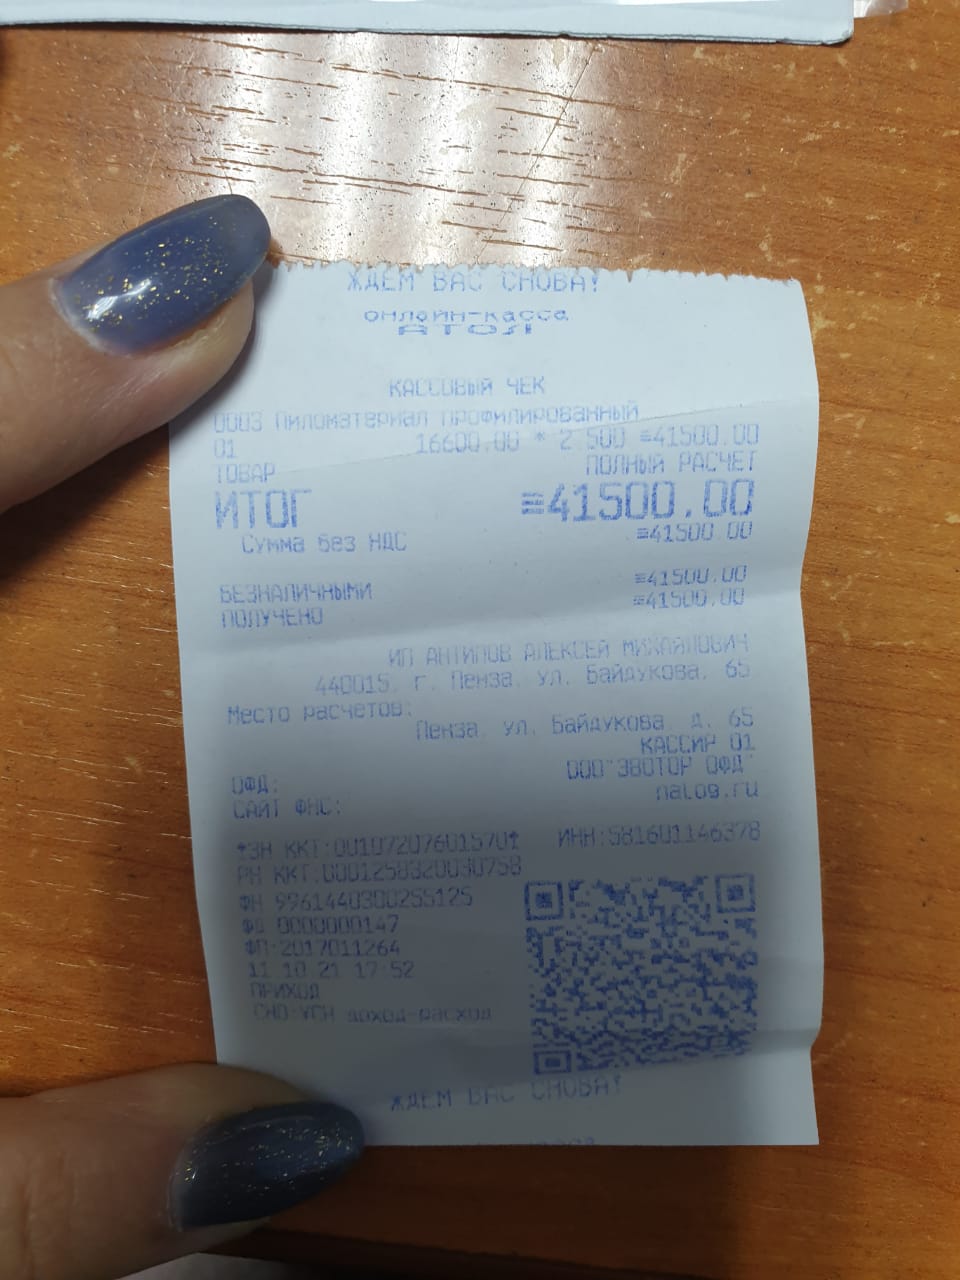 ЖДЕМ ВАС СНОВА!
онлайн-касса
АТОЛ
КАССОВЫЙ ЧЕК
0003 Пиломатериал профилированный
01 16600.00 * 2.500 ≡41500.00
ТОВАР ПОЛНЫЙ РАСЧЕТ
ИТОГ ≡41500.00
Сумма без НДС ≡41500.00
БЕЗНАЛИЧНЫМИ ≡41500.00
ПОЛУЧЕНО ≡41500.00
ИП АНТИПОВ АЛЕКСЕЙ МИХАЙЛОВИЧ
440015, г. Пенза, ул. Байдукова, 65
Место расчетов:
Пенза, ул. Байдукова, д. 65
КАССИР 01
ОФД: ООО"ЭВОТОР ОФД"
САЙТ ФНС: nalog.ru
ЗН ККТ:00107207601570 ИНН:581601146378
РН ККТ:0001258320030758
ФН 9961440300255125
ФД 0000000147
ФП:2017011264
11.10.21 17:52
ПРИХОД
СНО:УСН доход-расход
ЖДЕМ ВАС СНОВА!